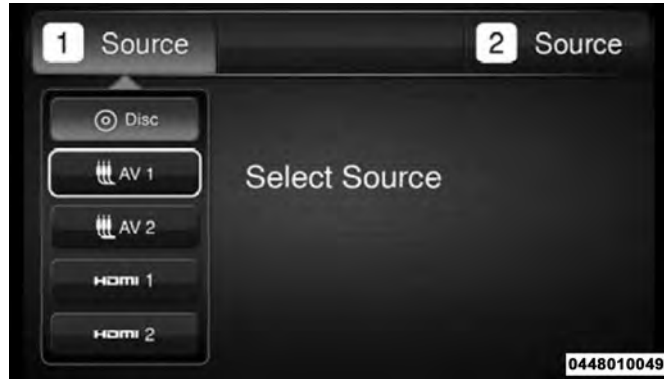 1 Source
2 Source
Disc
AV 1
Select Source
AV 2
HDMI 1
HDMI 2
0448010049